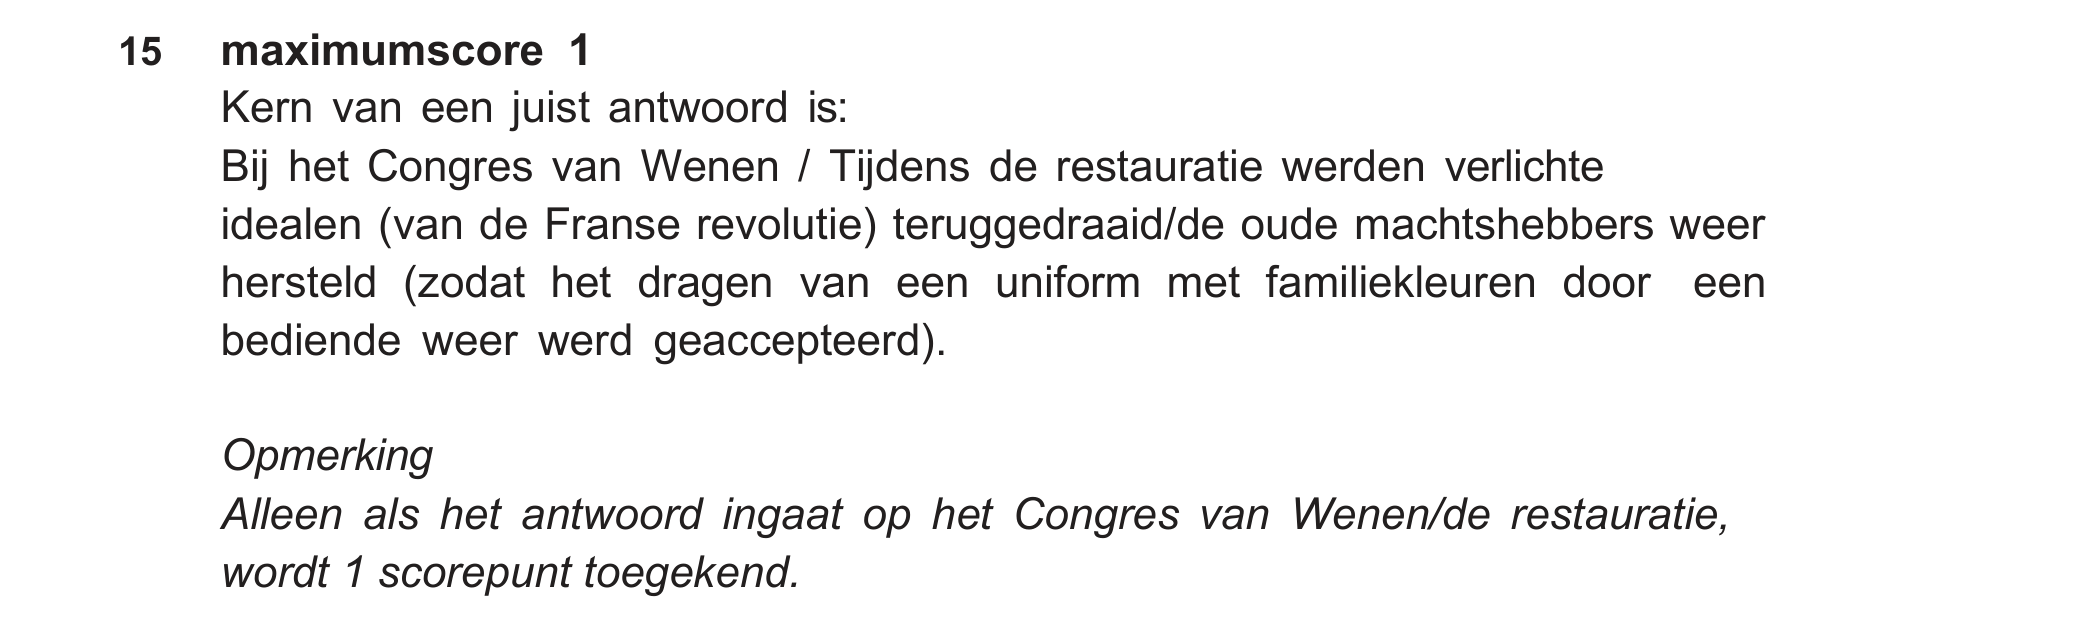 15 maximumscore 1
Kern van een juist antwoord is:
Bij het Congres van Wenen / Tijdens de restauratie werden verlichte
idealen (van de Franse revolutie) teruggedraaid/de oude machtshebbers weer
hersteld (zodat het dragen van een uniform met familiekleuren door een
bediende weer werd geaccepteerd).
Opmerking
Alleen als het antwoord ingaat op het Congres van Wenen/de restauratie,
wordt 1 scorepunt toegekend.